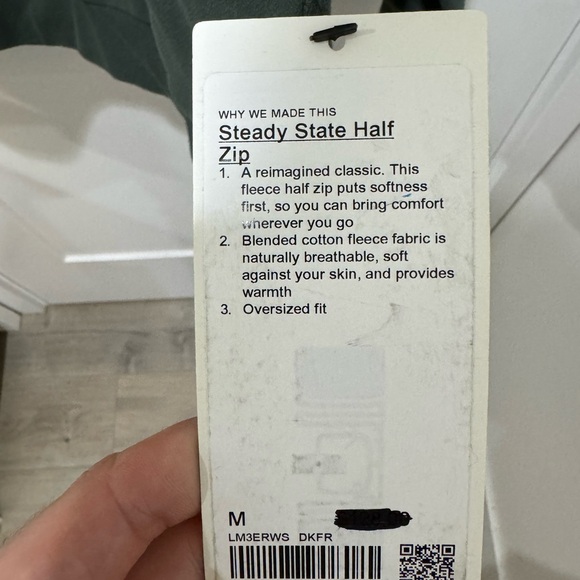 WHY WE MADE THIS
Steady State Half
Zip
1. A reimagined classic. This
fleece half zip puts softness
first, so you can bring comfort
wherever you go
2. Blended cotton fleece fabric is
naturally breathable, soft
against your skin, and provides
warmth
3. Oversized fit
M
LM3ERWS DKFR